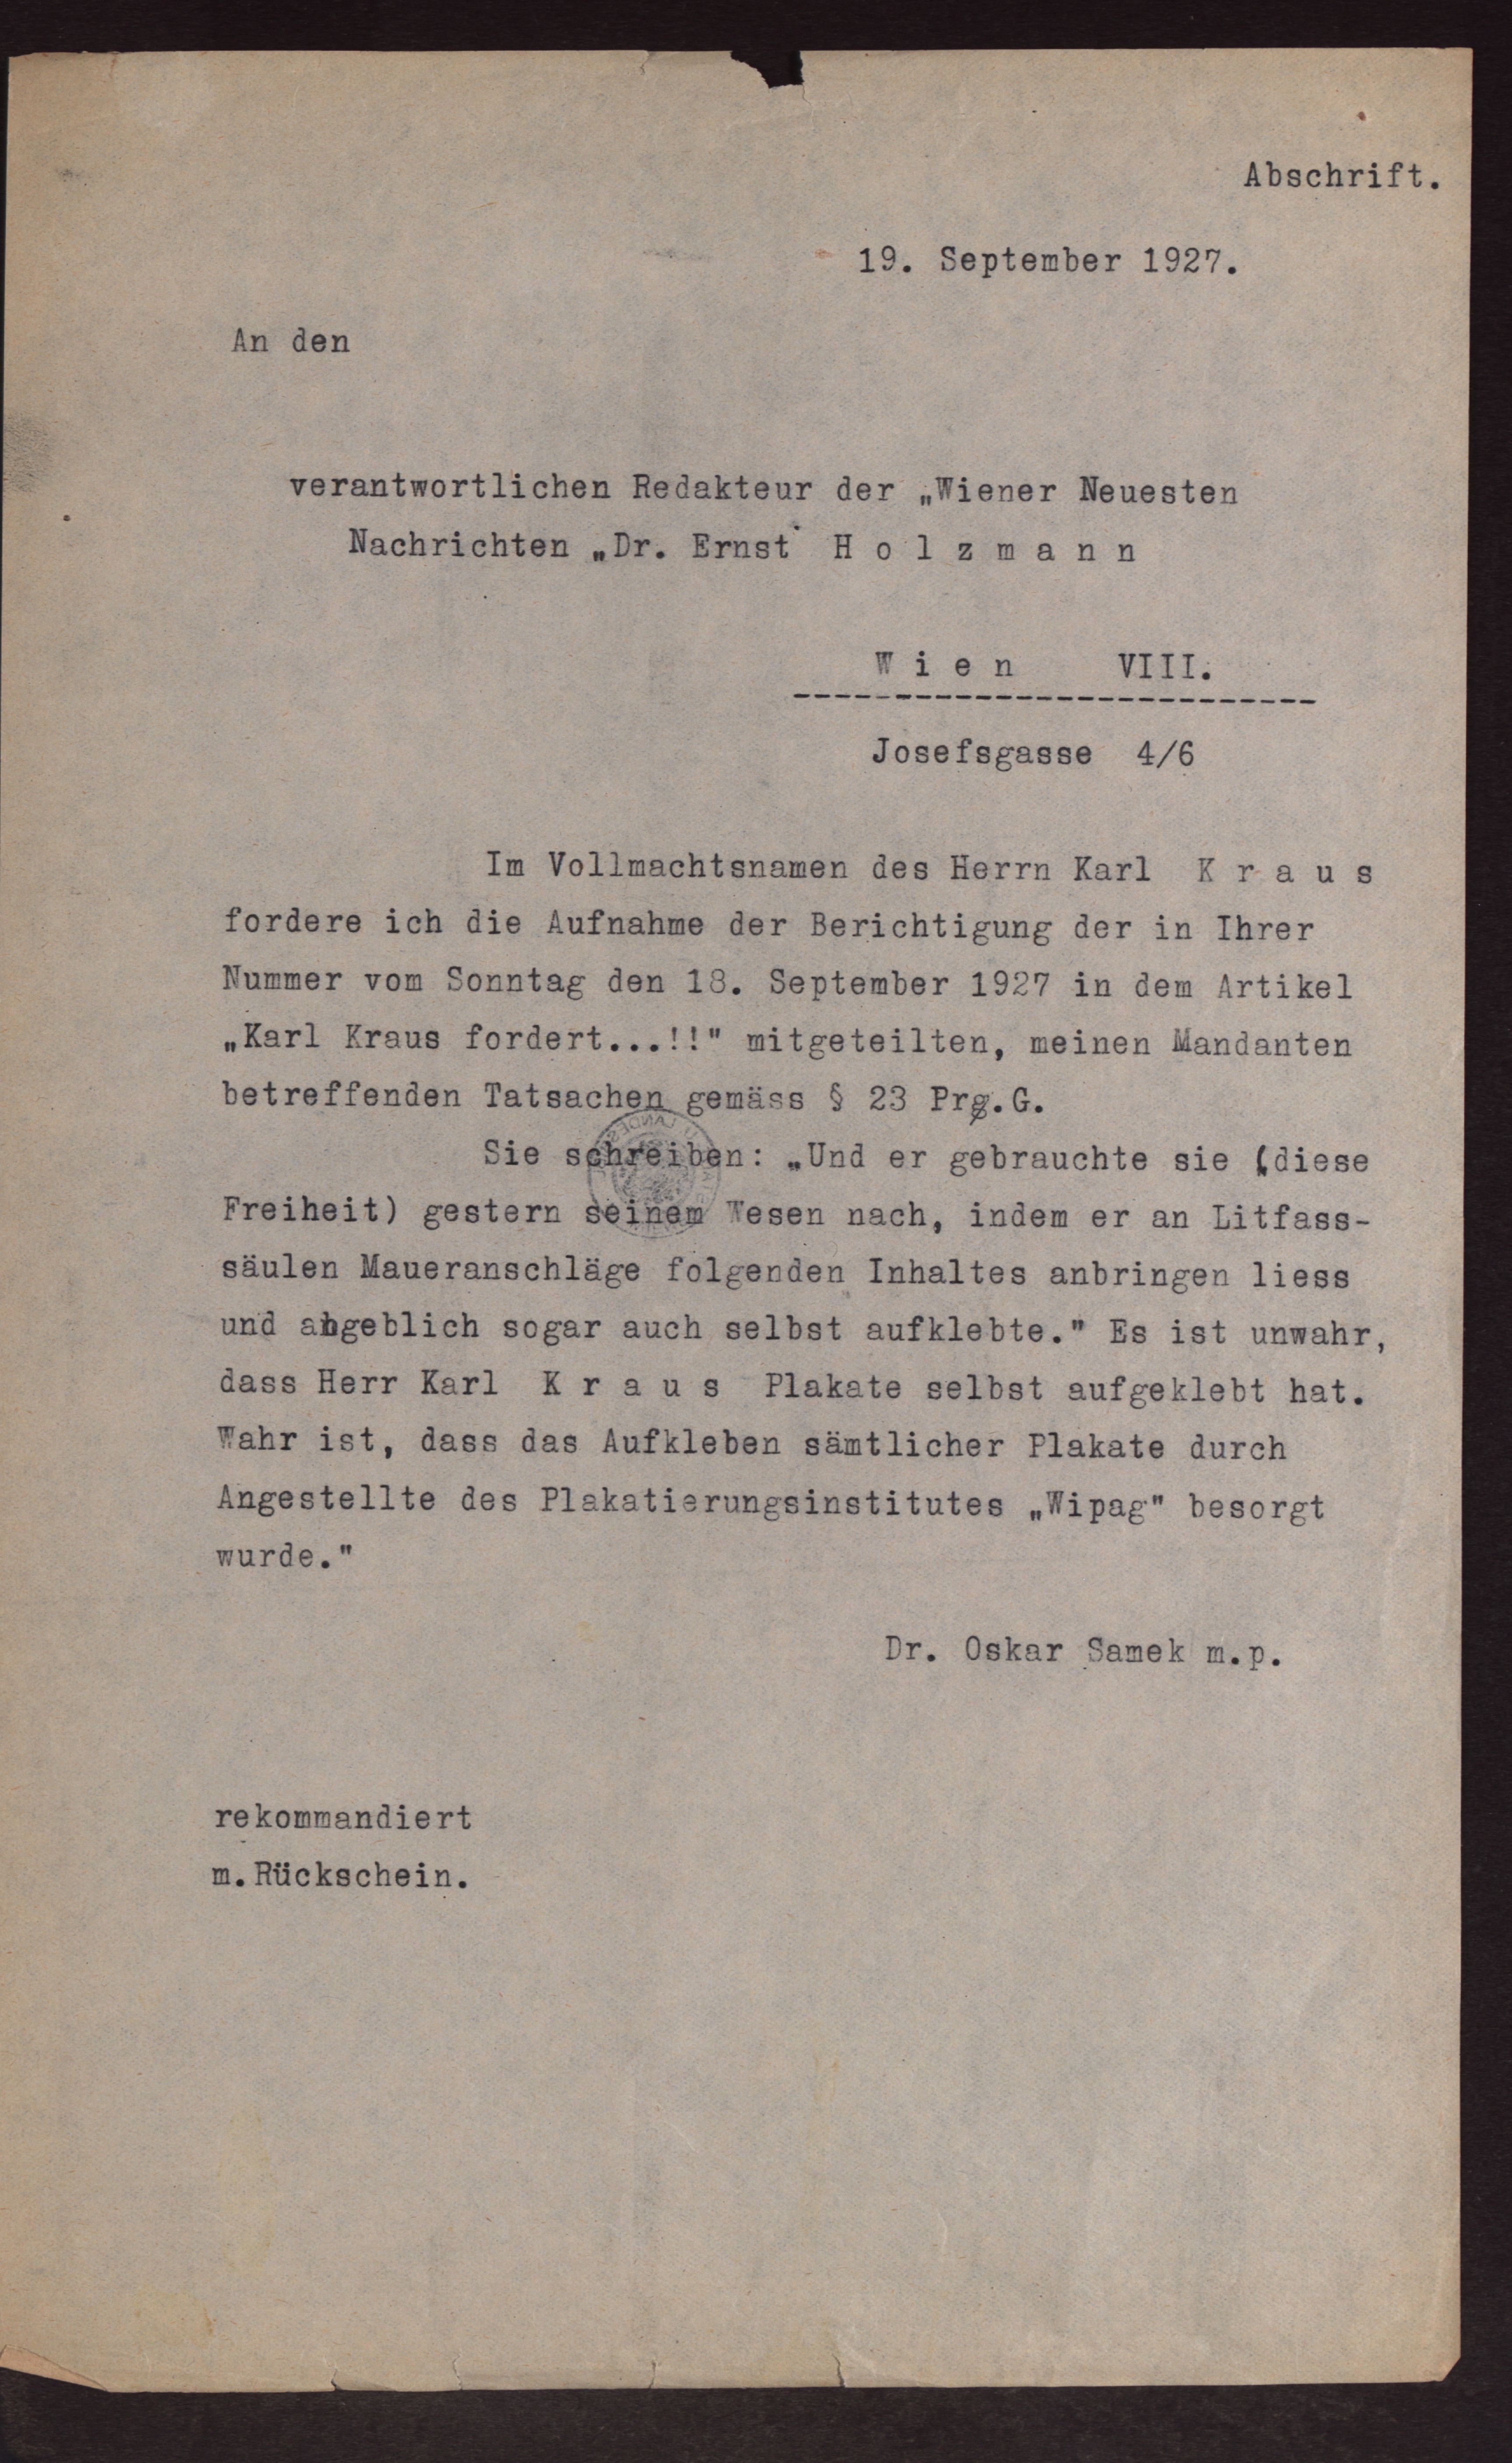 Abschrift.
19. September 1927.
An den
verantwortlichen Redakteur der „Wiener Neuesten
Nachrichten „Dr. Ernst H o l z m a n n
W i e n VIII.
Josefsgasse 4/6
Im Vollmachtsnamen des Herrn Karl K r a u s
fordere ich die Aufnahme der Berichtigung der in Ihrer
Nummer vom Sonntag den 18. September 1927 in dem Artikel
„Karl Kraus fordert...!!" mitgeteilten, meinen Mandanten
betreffenden Tatsachen gemäss § 23 Prg.G.
Sie schreiben: „Und er gebrauchte sie (diese
Freiheit) gestern seinem Wesen nach, indem er an Litfass-
säulen Maueranschläge folgenden Inhaltes anbringen liess
und angeblich sogar auch selbst aufklebte." Es ist unwahr,
dass Herr Karl K r a u s Plakate selbst aufgeklebt hat.
Wahr ist, dass das Aufkleben sämtlicher Plakate durch
Angestellte des Plakatierungsinstitutes „Wipag" besorgt
wurde."
Dr. Oskar Samek m.p.
rekommandiert
m.Rückschein.